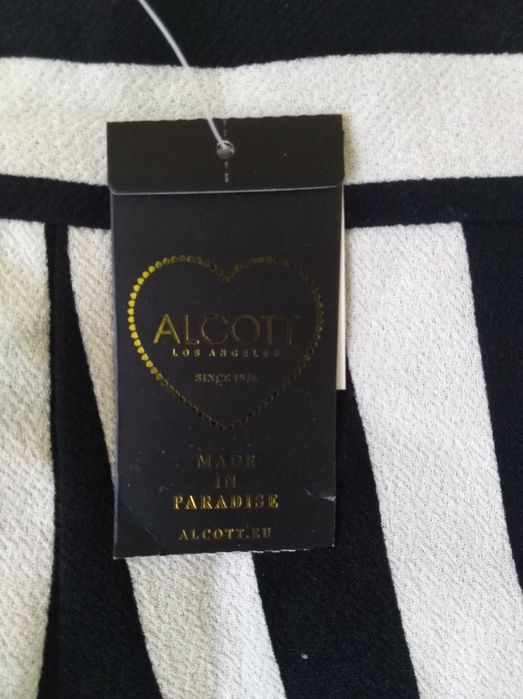 ALCOTT
LOS ANGELES
SINCE 1976
MADE
IN
PARADISE
ALCOTT.EU